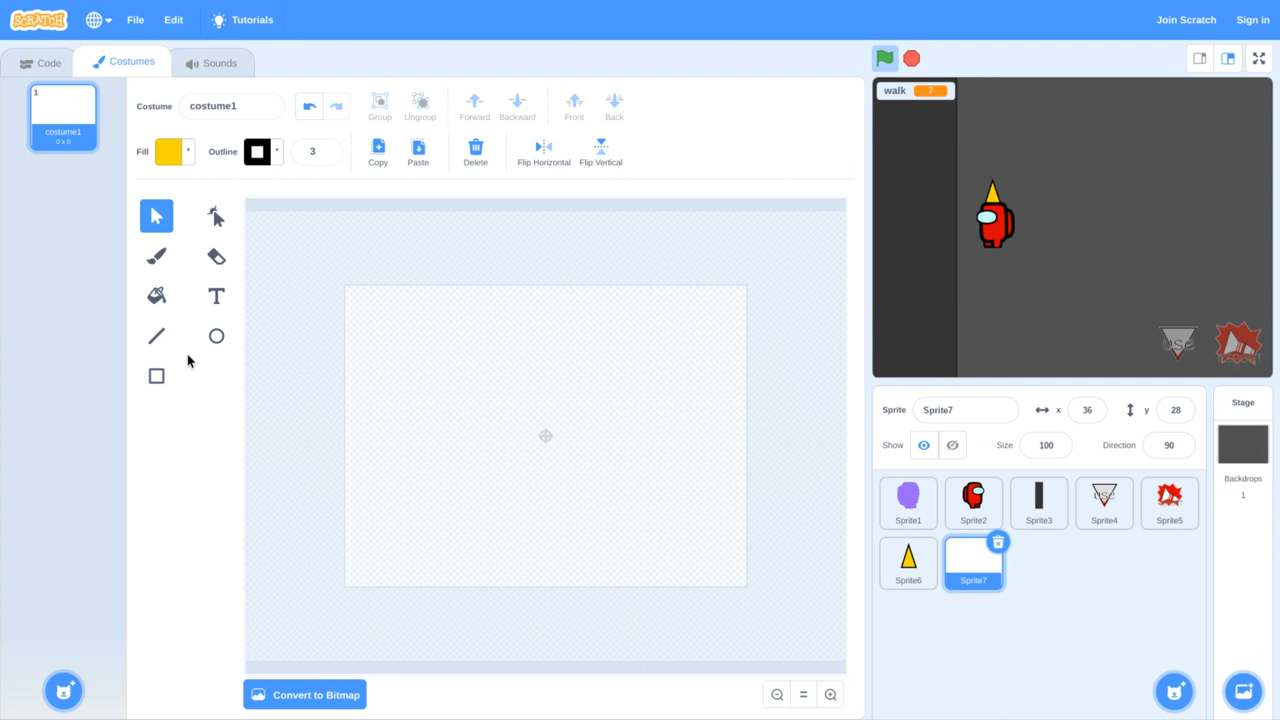 SCRATCH File Edit Tutorials Join Scratch Sign in
Code Costumes Sounds
1
costume1
0 x 0
Costume costume1 Group Ungroup Forward Backward Front Back
Fill Outline 3 Copy Paste Delete Flip Horizontal Flip Vertical
Convert to Bitmap
walk 7
USE
Sprite Sprite7 x 36 y 28
Show Size 100 Direction 90
Sprite1 Sprite2 Sprite3 Sprite4 Sprite5
Sprite6 Sprite7
Stage
Backdrops
1